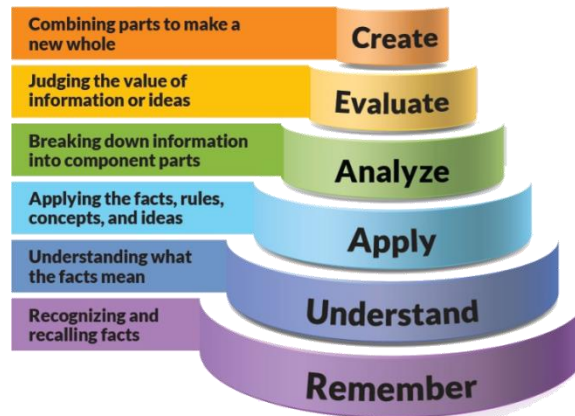 Combining parts to make a
new whole
Create
Judging the value of
information or ideas
Evaluate
Breaking down information
into component parts
Analyze
Applying the facts, rules,
concepts, and ideas
Apply
Understanding what
the facts mean
Understand
Recognizing and
recalling facts
Remember